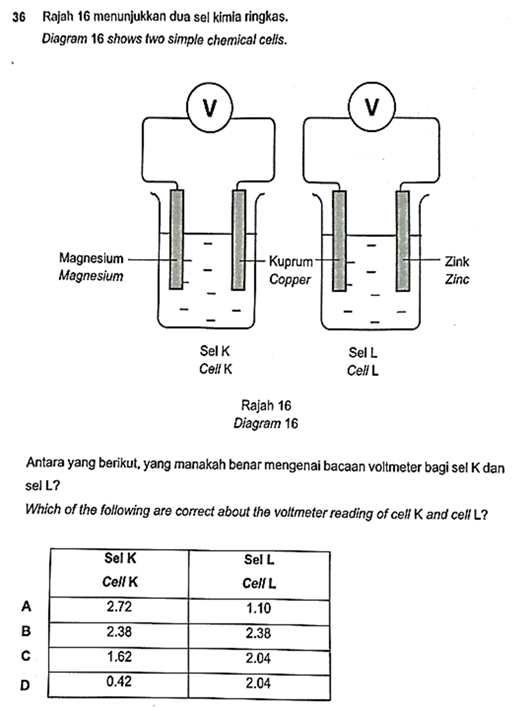 36 Rajah 16 menunjukkan dua sel kimia ringkas.
Diagram 16 shows two simple chemical cells.
V V
Magnesium
Magnesium
Kuprum
Copper
Zink
Zinc
Sel K
Cell K
Sel L
Cell L
Rajah 16
Diagram 16
Antara yang berikut, yang manakah benar mengenai bacaan voltmeter bagi sel K dan
sel L?
Which of the following are correct about the voltmeter reading of cell K and cell L?
Sel K Sel L
Cell K Cell L
A 2.72 1.10
B 2.38 2.38
C 1.62 2.04
D 0.42 2.04